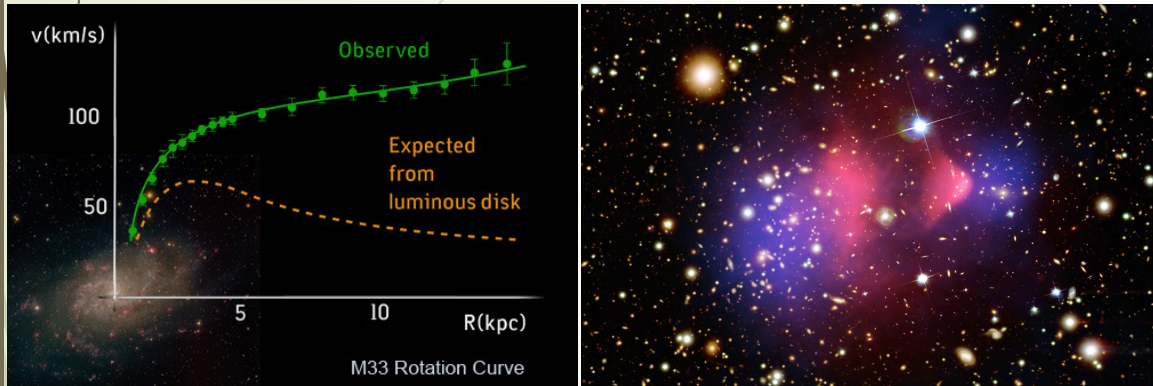 v(km/s)
Observed
100
Expected
from
luminous disk
50
5
10
R(kpc)
M33 Rotation Curve